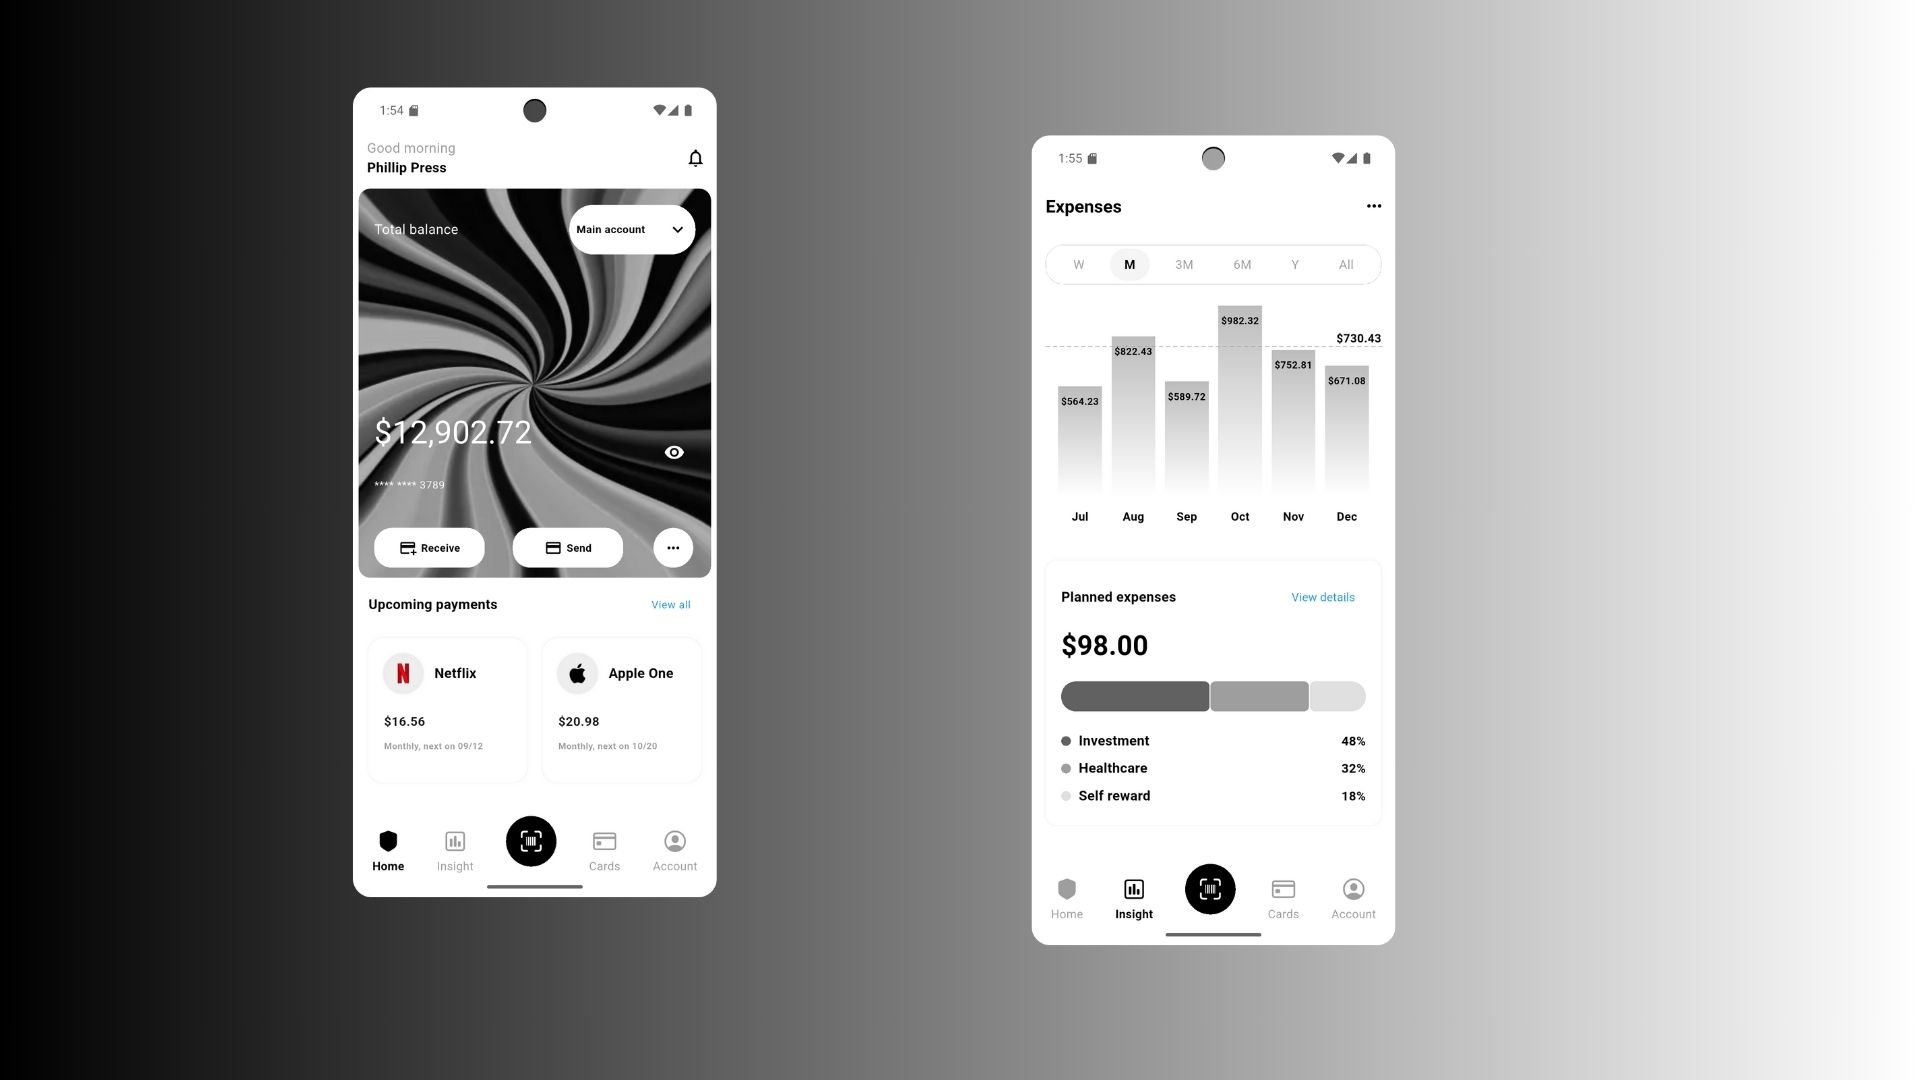 1:54
Good morning
Phillip Press
Total balance
Main account
$12,902.72
**** **** 3789
Receive
Send
Upcoming payments
View all
Netflix
$16.56
Monthly, next on 09/12
Apple One
$20.98
Monthly, next on 10/20
Home
Insight
Cards
Account
1:55
Expenses
W M 3M 6M Y All
$730.43
$564.23
$822.43
$589.72
$982.32
$752.81
$671.08
Jul Aug Sep Oct Nov Dec
Planned expenses
View details
$98.00
Investment 48%
Healthcare 32%
Self reward 18%
Home
Insight
Cards
Account